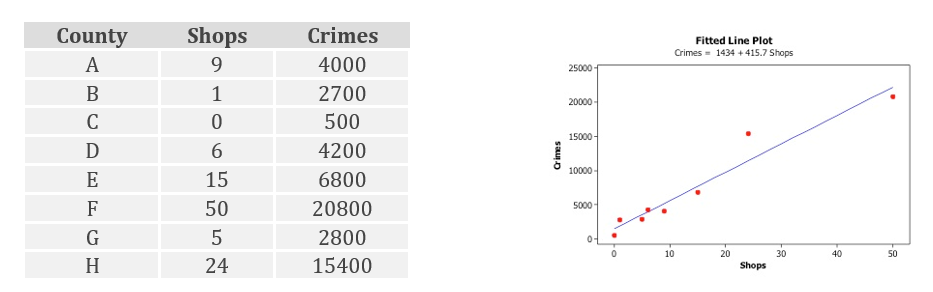 County Shops Crimes
A 9 4000
B 1 2700
C 0 500
D 6 4200
E 15 6800
F 50 20800
G 5 2800
H 24 15400
Fitted Line Plot
Crimes = 1434 + 415.7 Shops
25000
20000
15000
10000
5000
0
Crimes
0 10 20 30 40 50
Shops